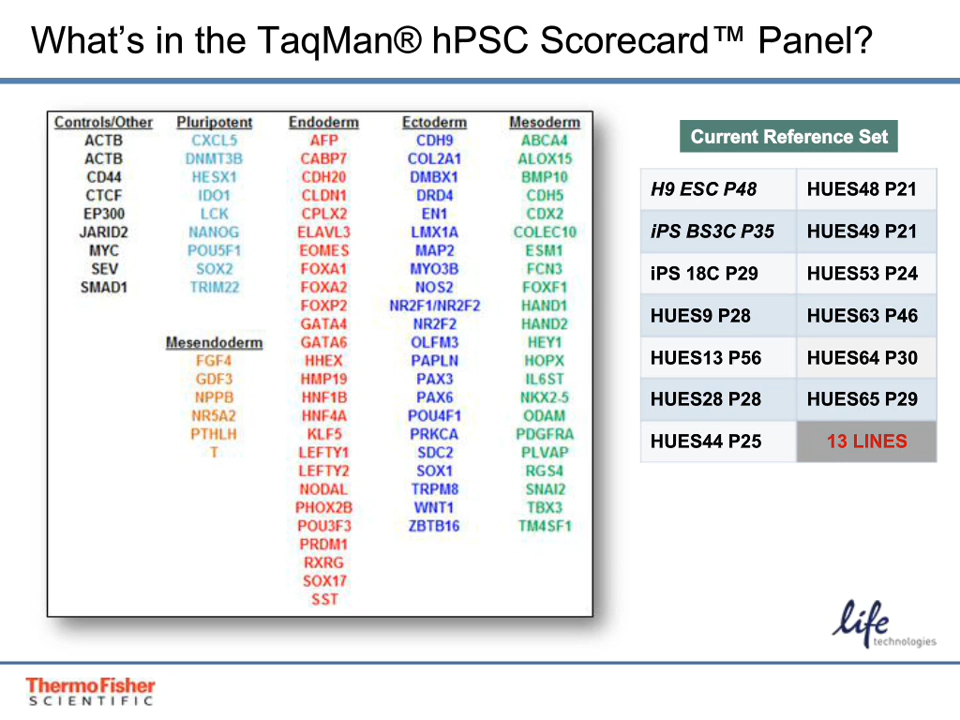 What's in the TaqMan® hPSC Scorecard™ Panel?
Controls/Other
ACTB
ACTB
CD44
CTCF
EP300
JARID2
MYC
SEV
SMAD1
Pluripotent
CXCL5
DNMT3B
HESX1
IDO1
LCK
NANOG
POU5F1
SOX2
TRIM22
Mesendoderm
FGF4
GDF3
NPPB
NR5A2
PTHLH
T
Endoderm
AFP
CABP7
CDH20
CLDN1
CPLX2
ELAVL3
EOMES
FOXA1
FOXA2
FOXP2
GATA4
GATA6
HHEX
HMP19
HNF1B
HNF4A
KLF5
LEFTY1
LEFTY2
NODAL
PHOX2B
POU3F3
PRDM1
RXRG
SOX17
SST
Ectoderm
CDH9
COL2A1
DMBX1
DRD4
EN1
LMX1A
MAP2
MYO3B
NOS2
NR2F1/NR2F2
NR2F2
OLFM3
PAPLN
PAX3
PAX6
POU4F1
PRKCA
SDC2
SOX1
TRPM8
WNT1
ZBTB16
Mesoderm
ABCA4
ALOX15
BMP10
CDH5
CDX2
COLEC10
ESM1
FCN3
FOXF1
HAND1
HAND2
HEY1
HOPX
IL6ST
NKX2-5
ODAM
PDGFRA
PLVAP
RGS4
SNAI2
TBX3
TM4SF1
Current Reference Set
H9 ESC P48 HUES48 P21
iPS BS3C P35 HUES49 P21
iPS 18C P29 HUES53 P24
HUES9 P28 HUES63 P46
HUES13 P56 HUES64 P30
HUES28 P28 HUES65 P29
HUES44 P25 13 LINES
life
technologies
ThermoFisher
SCIENTIFIC